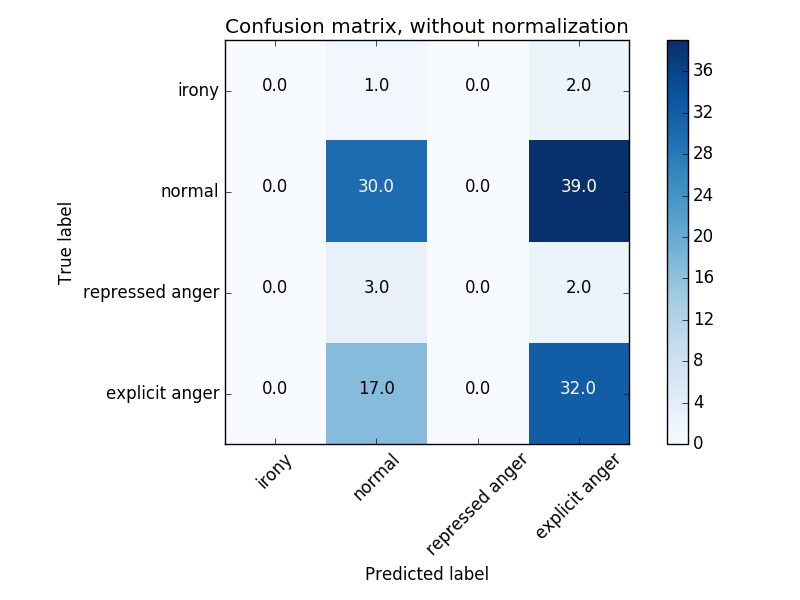 Confusion matrix, without normalization
True label
irony 0.0 1.0 0.0 2.0
normal 0.0 30.0 0.0 39.0
repressed anger 0.0 3.0 0.0 2.0
explicit anger 0.0 17.0 0.0 32.0
irony normal repressed anger explicit anger
Predicted label
36
32
28
24
20
16
12
8
4
0